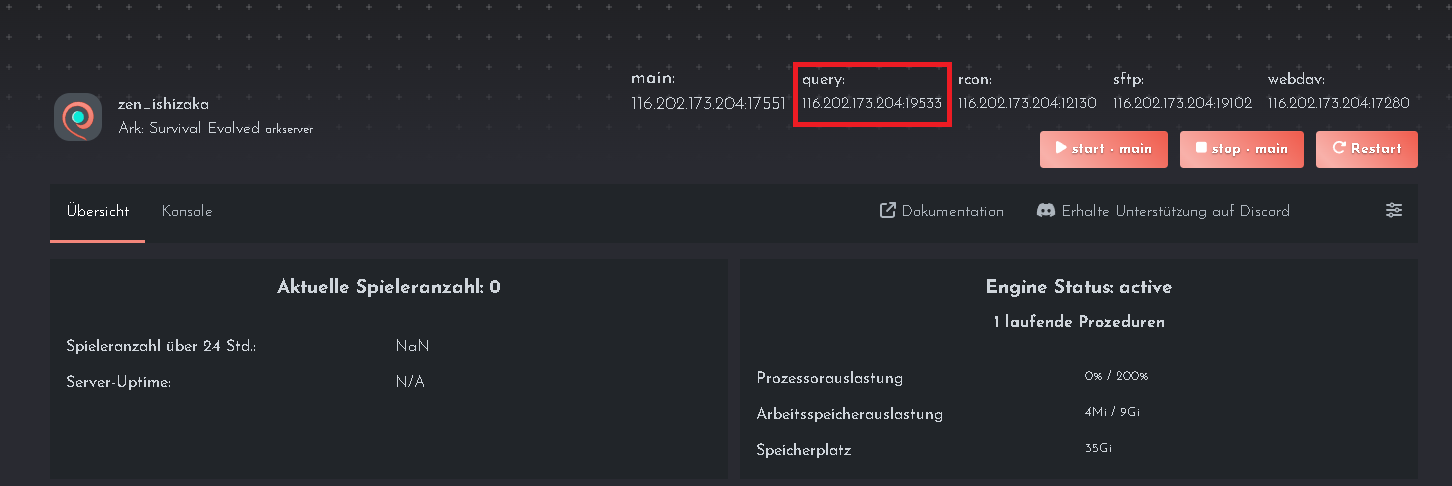 main: query: rcon: sftp: webdav:
116.202.173.204:17551 116.202.173.204:19533 116.202.173.204:12130 116.202.173.204:19102 116.202.173.204:17280
zen_ishizaka
Ark: Survival Evalved arkserver
start - main stop - main Restart
Übersicht Konsole Dokumentation Erhalte Unterstützung auf Discord
Aktuelle Spieleranzahl: 0
Spieleranzahl über 24 Std.: NaN
Server-Uptime: N/A
Engine Status: active
1 laufende Prozeduren
Prozessorauslastung 0% / 200%
Arbeitsspeicherauslastung 4Mi / 9Gi
Speicherplatz 35Gi